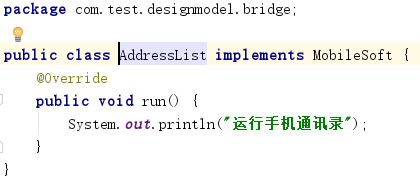 package com.test.designmodel.bridge;
public class AddressList implements MobileSoft {
@Override
public void run() {
System.out.println("运行手机通讯录");
}
}